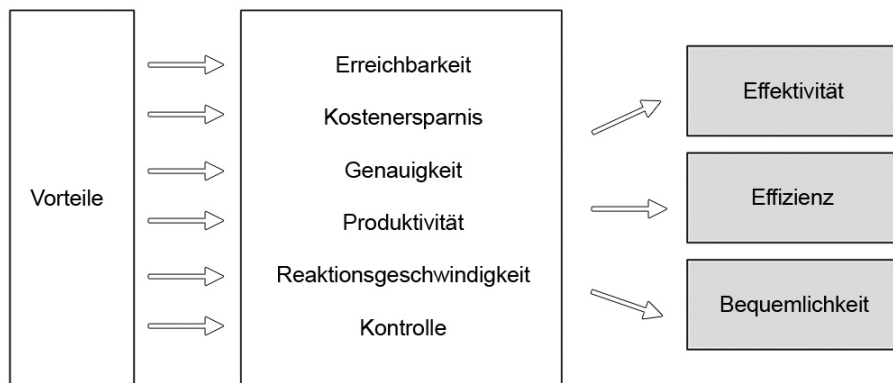 Vorteile
Erreichbarkeit
Kostenersparnis
Genauigkeit
Produktivität
Reaktionsgeschwindigkeit
Kontrolle
Effektivität
Effizienz
Bequemlichkeit